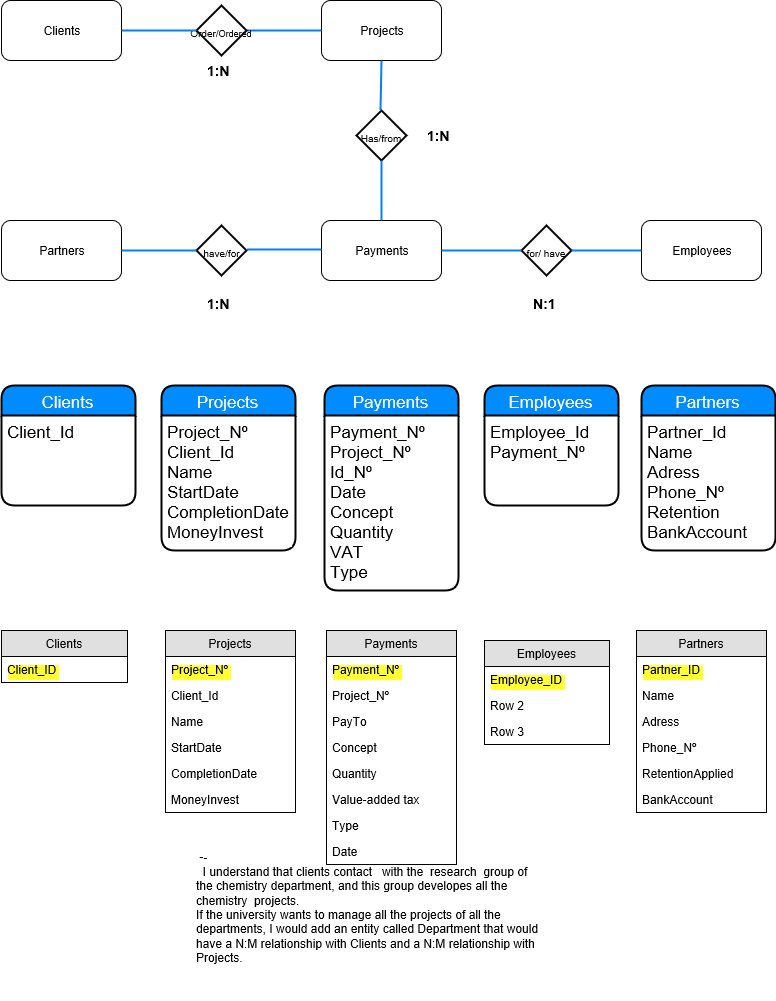 Clients
Order/Ordered
Projects
1:N
Has/from
1:N
Partners
have/for
Payments
for/ have
Employees
1:N
N:1
Clients
Client_Id
Projects
Project_Nº
Client_Id
Name
StartDate
CompletionDate
MoneyInvest
Payments
Payment_Nº
Project_Nº
Id_Nº
Date
Concept
Quantity
VAT
Type
Employees
Employee_Id
Payment_Nº
Partners
Partner_Id
Name
Adress
Phone_Nº
Retention
BankAccount
Clients
Client_ID
Projects
Project_Nº
Client_Id
Name
StartDate
CompletionDate
MoneyInvest
Payments
Payment_Nº
Project_Nº
PayTo
Concept
Quantity
Value-added tax
Type
Date
Employees
Employee_ID
Row 2
Row 3
Partners
Partner_ID
Name
Adress
Phone_Nº
RetentionApplied
BankAccount
--
I understand that clients contact with the research group of
the chemistry department, and this group developes all the
chemistry projects.
If the university wants to manage all the projects of all the
departments, I would add an entity called Department that would
have a N:M relationship with Clients and a N:M relationship with
Projects.